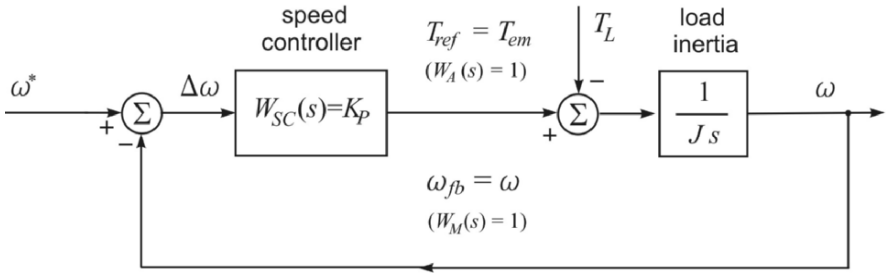 speed
controller
T_ref = T_em
(W_A(s) = 1)
T_L
load
inertia
ω*
Δω
Σ
W_SC(s)=K_P
Σ
1
J s
ω
+
−
+
−
ω_fb = ω
(W_M(s) = 1)